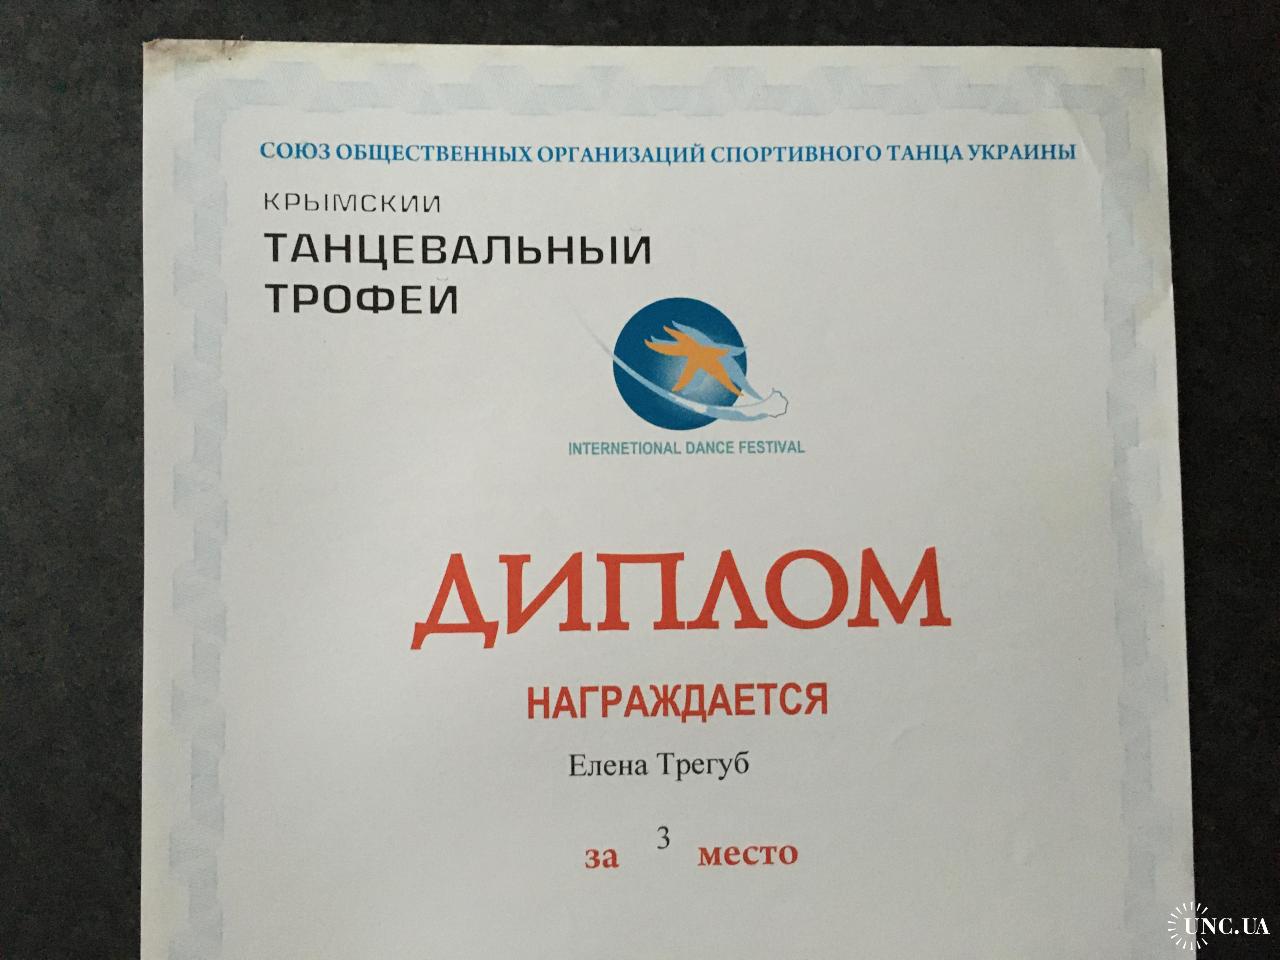 СОЮЗ ОБЩЕСТВЕННЫХ ОРГАНИЗАЦИЙ СПОРТИВНОГО ТАНЦА УКРАИНЫ
КРЫМСКИЙ
ТАНЦЕВАЛЬНЫЙ
ТРОФЕЙ
INTERNETIONAL DANCE FESTIVAL
ДИПЛОМ
НАГРАЖДАЕТСЯ
Елена Трегуб
за 3 место
UNC.UA